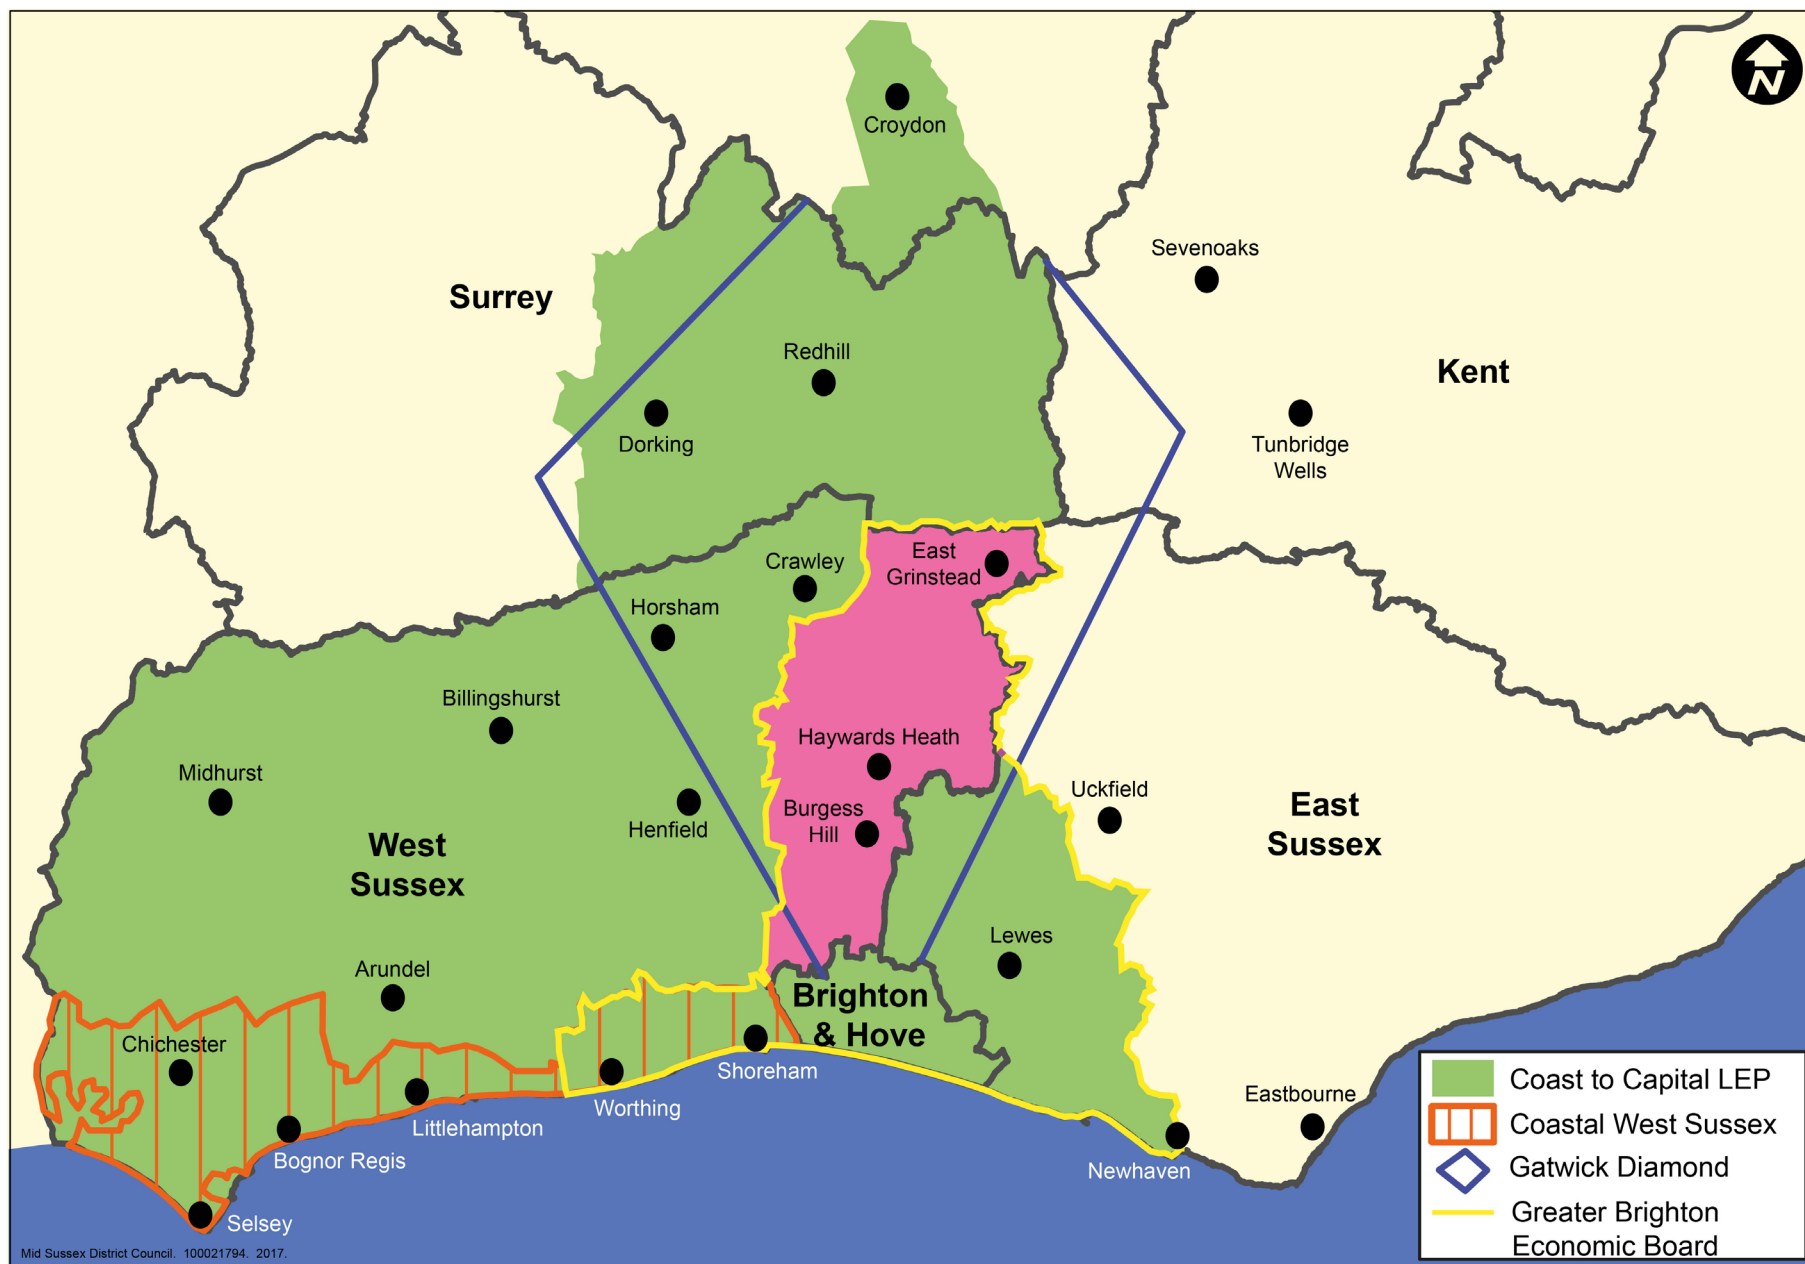 N
Croydon
Sevenoaks
Surrey
Redhill
Kent
Dorking
Tunbridge
Wells
East
Grinstead
Crawley
Horsham
Billingshurst
Haywards Heath
Midhurst
Uckfield
Burgess
Hill
Henfield
East
Sussex
West
Sussex
Lewes
Arundel
Brighton
& Hove
Chichester
Shoreham
Worthing
Eastbourne
Littlehampton
Bognor Regis
Newhaven
Selsey
Coast to Capital LEP
Coastal West Sussex
Gatwick Diamond
Greater Brighton
Economic Board
Mid Sussex District Council. 100021794. 2017.